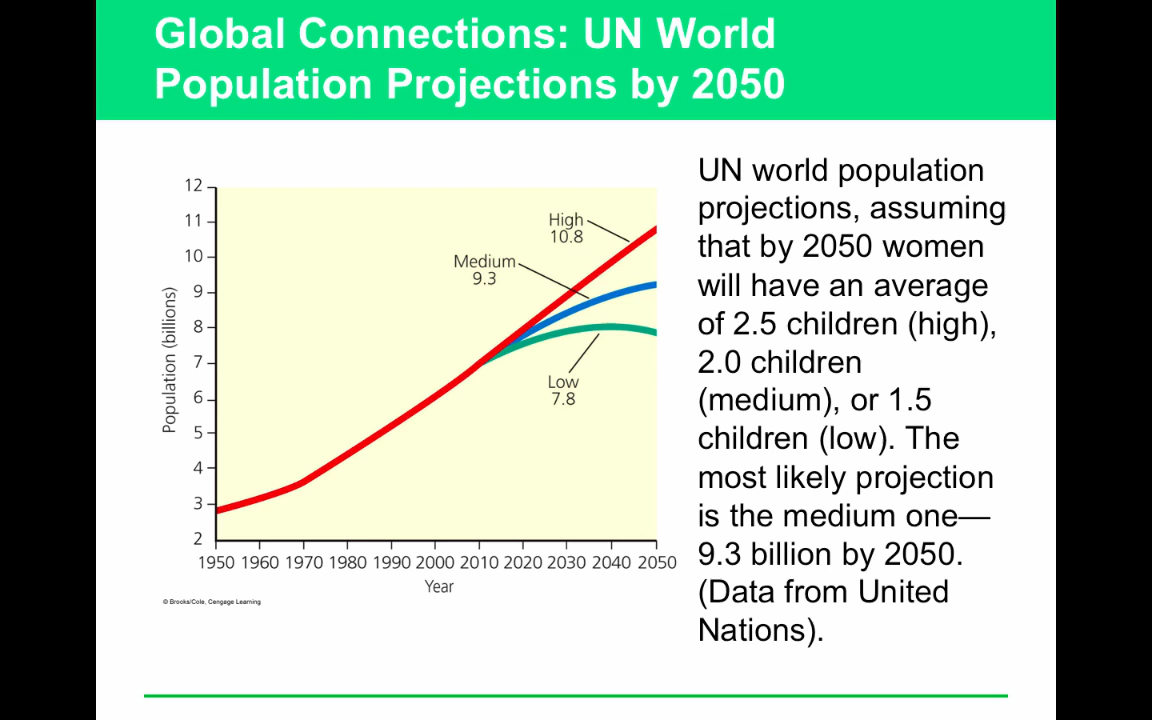 Global Connections: UN World
Population Projections by 2050
UN world population
projections, assuming
that by 2050 women
will have an average
of 2.5 children (high),
2.0 children
(medium), or 1.5
children (low). The
most likely projection
is the medium one—
9.3 billion by 2050.
(Data from United
Nations).
12
11
10
9
8
7
6
5
4
3
2
Population (billions)
High
10.8
Medium
9.3
Low
7.8
1950 1960 1970 1980 1990 2000 2010 2020 2030 2040 2050
Year
© Brooks/Cole, Cengage Learning